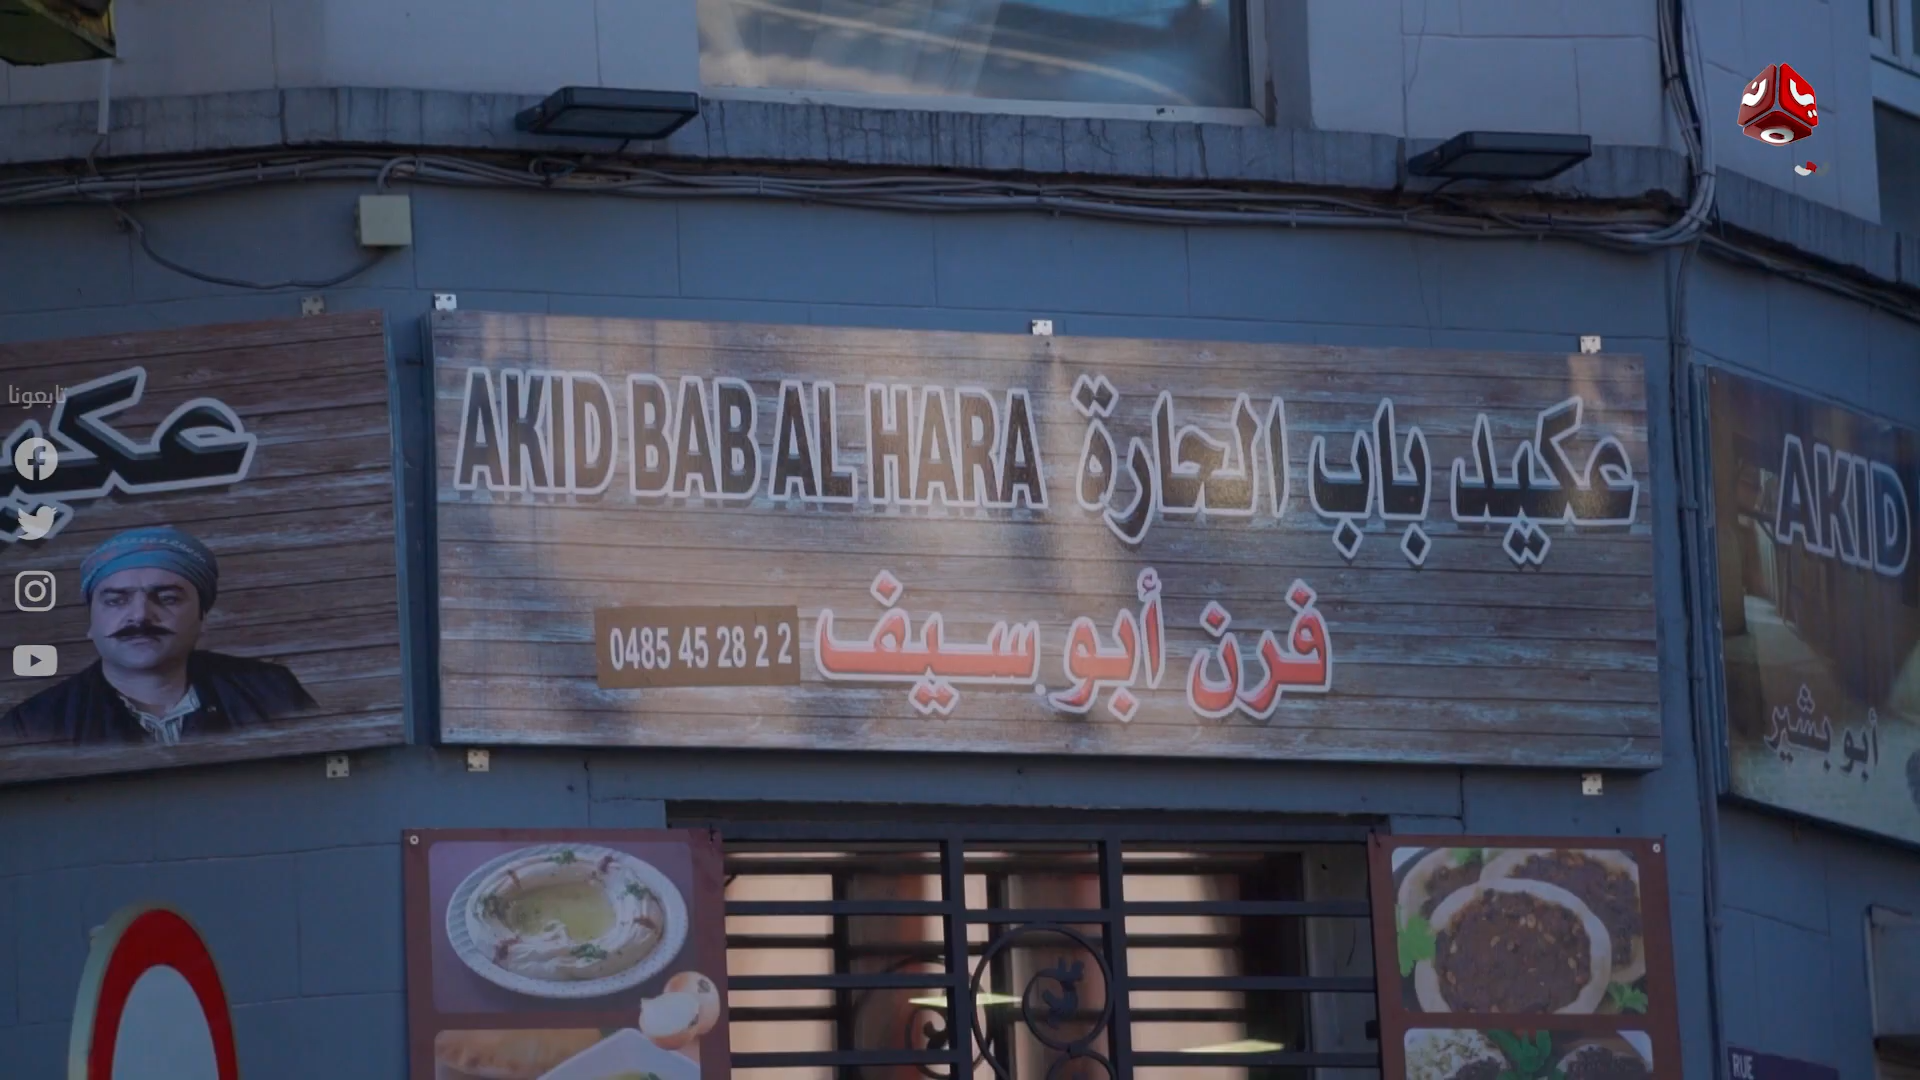 تابعونا
عكيد
AKID BAB AL HARA عكيد باب الحارة
فرن أبو سيف 0485 45 28 2 2
AKID
أبو بشير
RUE